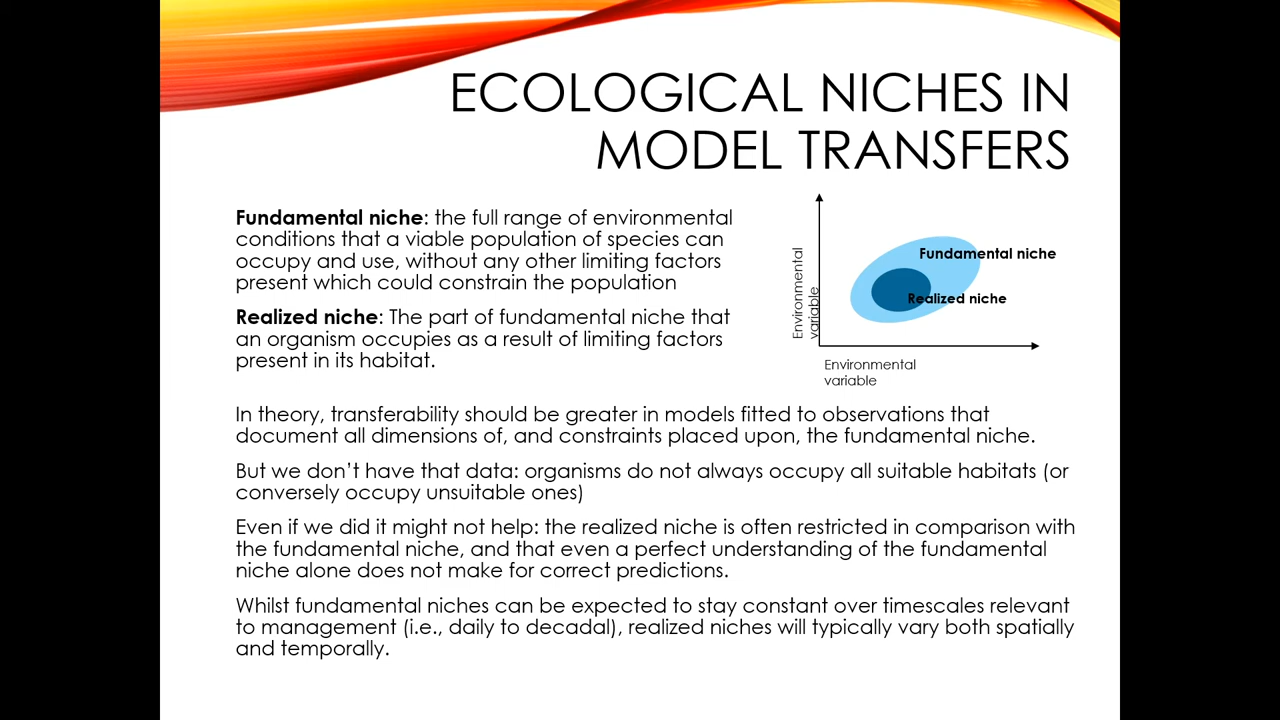 ECOLOGICAL NICHES IN
MODEL TRANSFERS
Fundamental niche: the full range of environmental
conditions that a viable population of species can
occupy and use, without any other limiting factors
present which could constrain the population
Realized niche: The part of fundamental niche that
an organism occupies as a result of limiting factors
present in its habitat.
Environmental
variable
Fundamental niche
Realized niche
Environmental
variable
In theory, transferability should be greater in models fitted to observations that
document all dimensions of, and constraints placed upon, the fundamental niche.
But we don’t have that data: organisms do not always occupy all suitable habitats (or
conversely occupy unsuitable ones)
Even if we did it might not help: the realized niche is often restricted in comparison with
the fundamental niche, and that even a perfect understanding of the fundamental
niche alone does not make for correct predictions.
Whilst fundamental niches can be expected to stay constant over timescales relevant
to management (i.e., daily to decadal), realized niches will typically vary both spatially
and temporally.